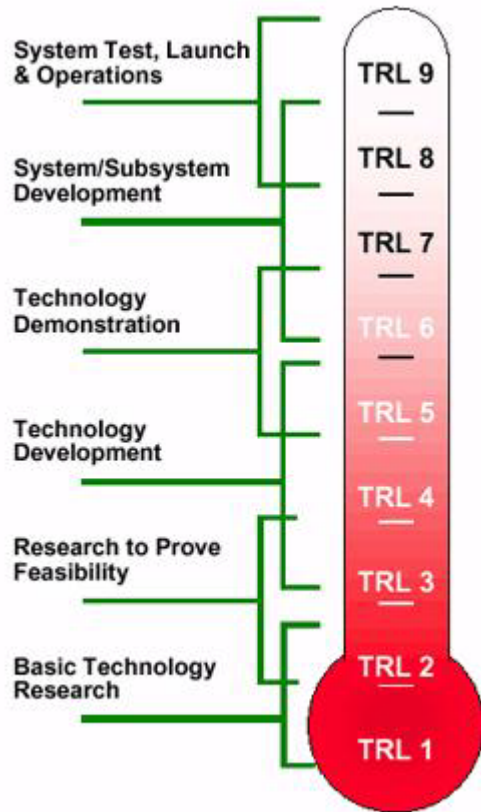 System Test, Launch
& Operations
System/Subsystem
Development
Technology
Demonstration
Technology
Development
Research to Prove
Feasibility
Basic Technology
Research
TRL 9
TRL 8
TRL 7
TRL 6
TRL 5
TRL 4
TRL 3
TRL 2
TRL 1